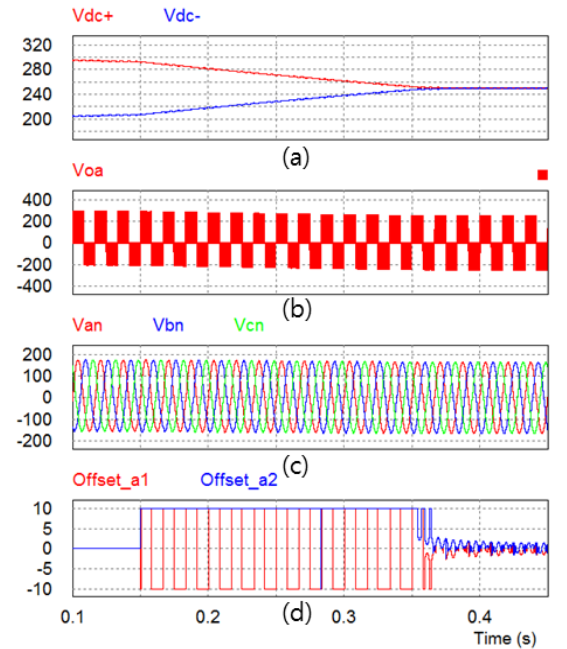 Vdc+ Vdc-
320
280
240
200
(a)
Voa
400
200
0
-200
-400
(b)
Van Vbn Vcn
200
100
0
-100
-200
(c)
Offset_a1 Offset_a2
10
5
0
-5
-10
(d)
0.1 0.2 0.3 0.4
Time (s)